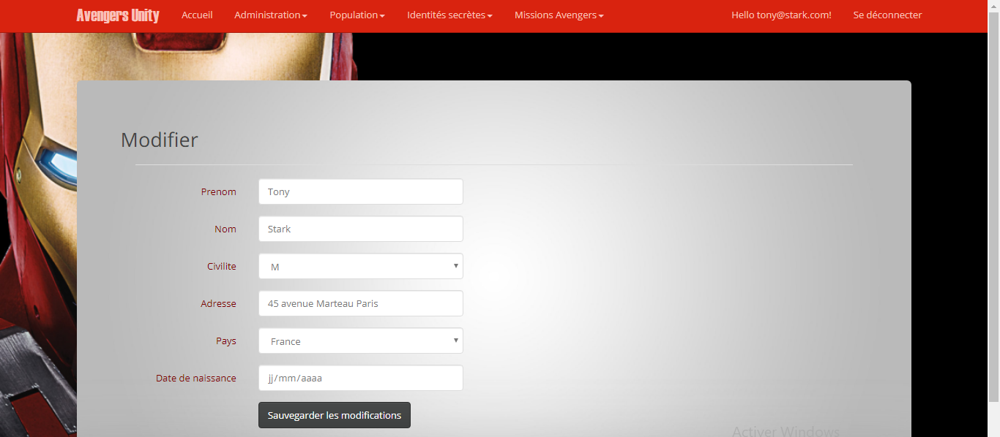 Avengers Unity Accueil Administration Population Identités secrètes Missions Avengers Hello tony@stark.com! Se déconnecter
Modifier
Prenom Tony
Nom Stark
Civilite M
Adresse 45 avenue Marteau Paris
Pays France
Date de naissance jj/mm/aaaa
Sauvegarder les modifications
Activer Windows